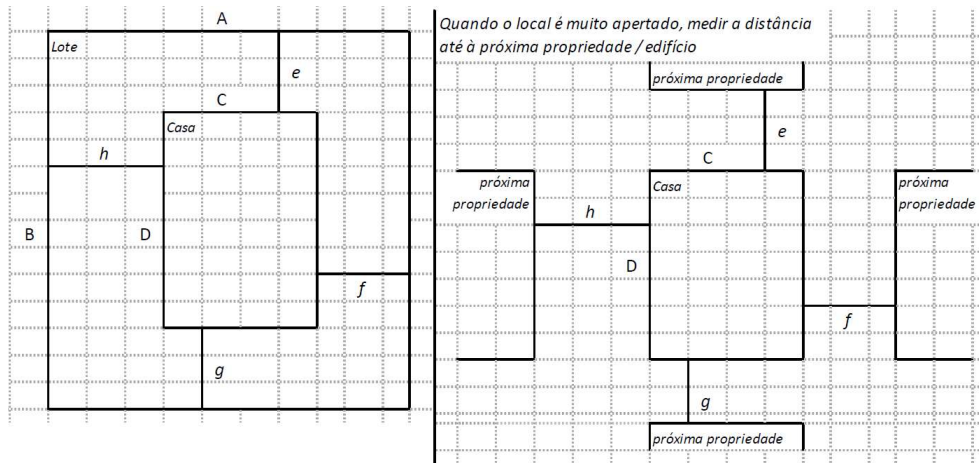 A
Lote
e
C
Casa
h
B
D
f
g
Quando o local é muito apertado, medir a distância
até à próxima propriedade / edifício
próxima propriedade
e
C
próxima
propriedade
Casa
próxima
propriedade
h
D
f
g
próxima propriedade